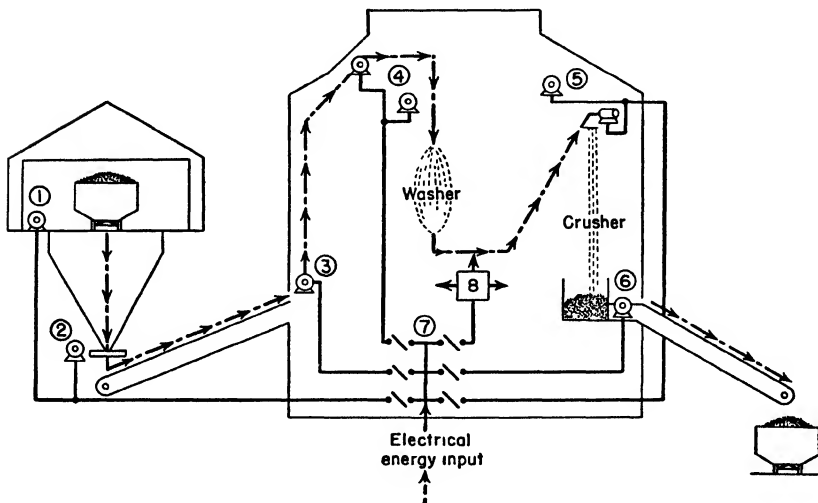 ④
⑤
①
Washer
Crusher
③
⑥
8
②
⑦
Electrical
energy input